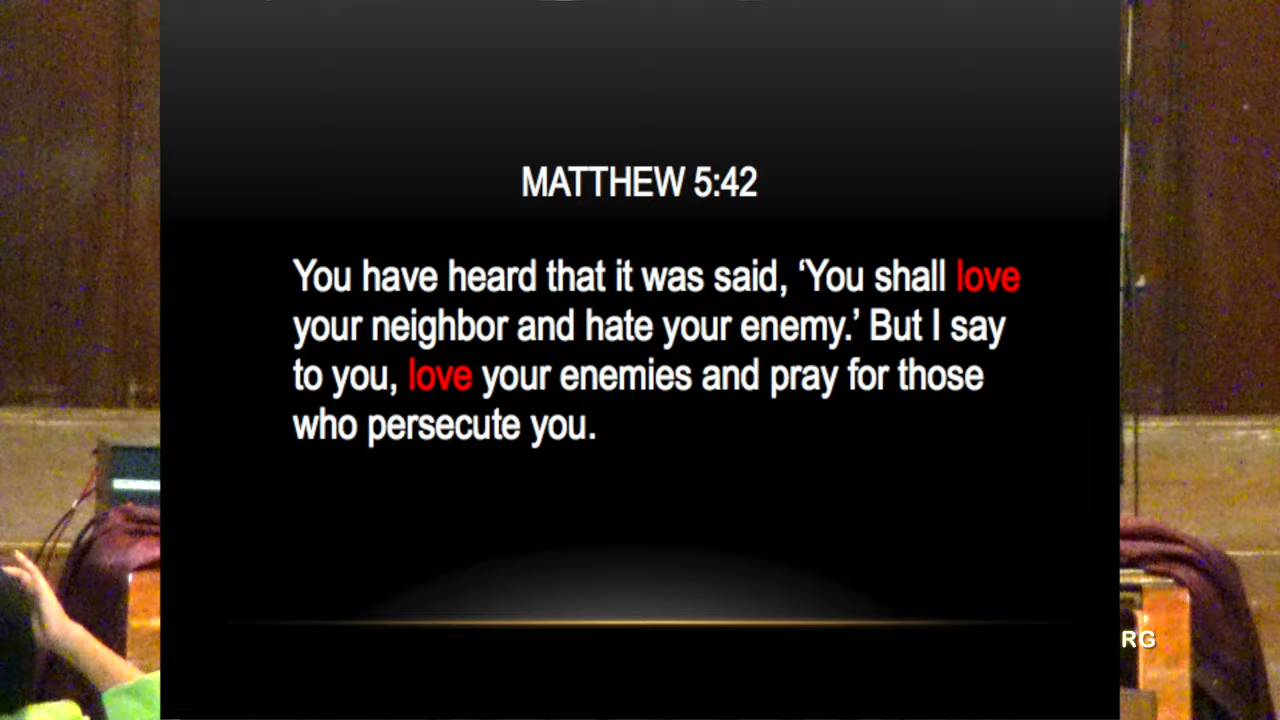 MATTHEW 5:42
You have heard that it was said, ‘You shall love
your neighbor and hate your enemy.’ But I say
to you, love your enemies and pray for those
who persecute you.
RG